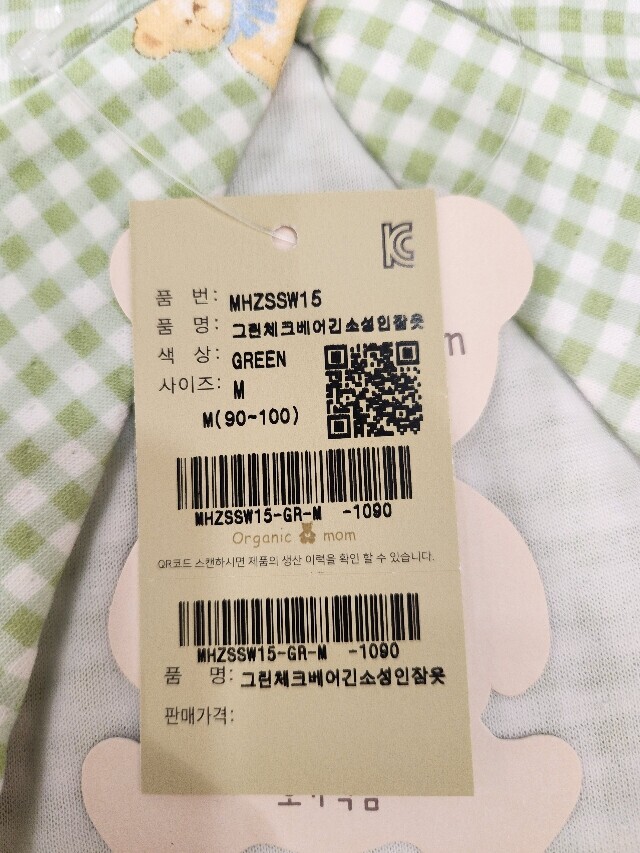 KC
품 번: MHZSSW15
품 명: 그린체크베어긴소성인잠옷
색 상: GREEN
사이즈: M
M(90-100)
m
MHZSSW15-GR-M -1090
Organic mom
QR코드 스캔하시면 제품의 생산 이력을 확인 할 수 있습니다.
MHZSSW15-GR-M -1090
품 명: 그린체크베어긴소성인잠옷
판매가격: